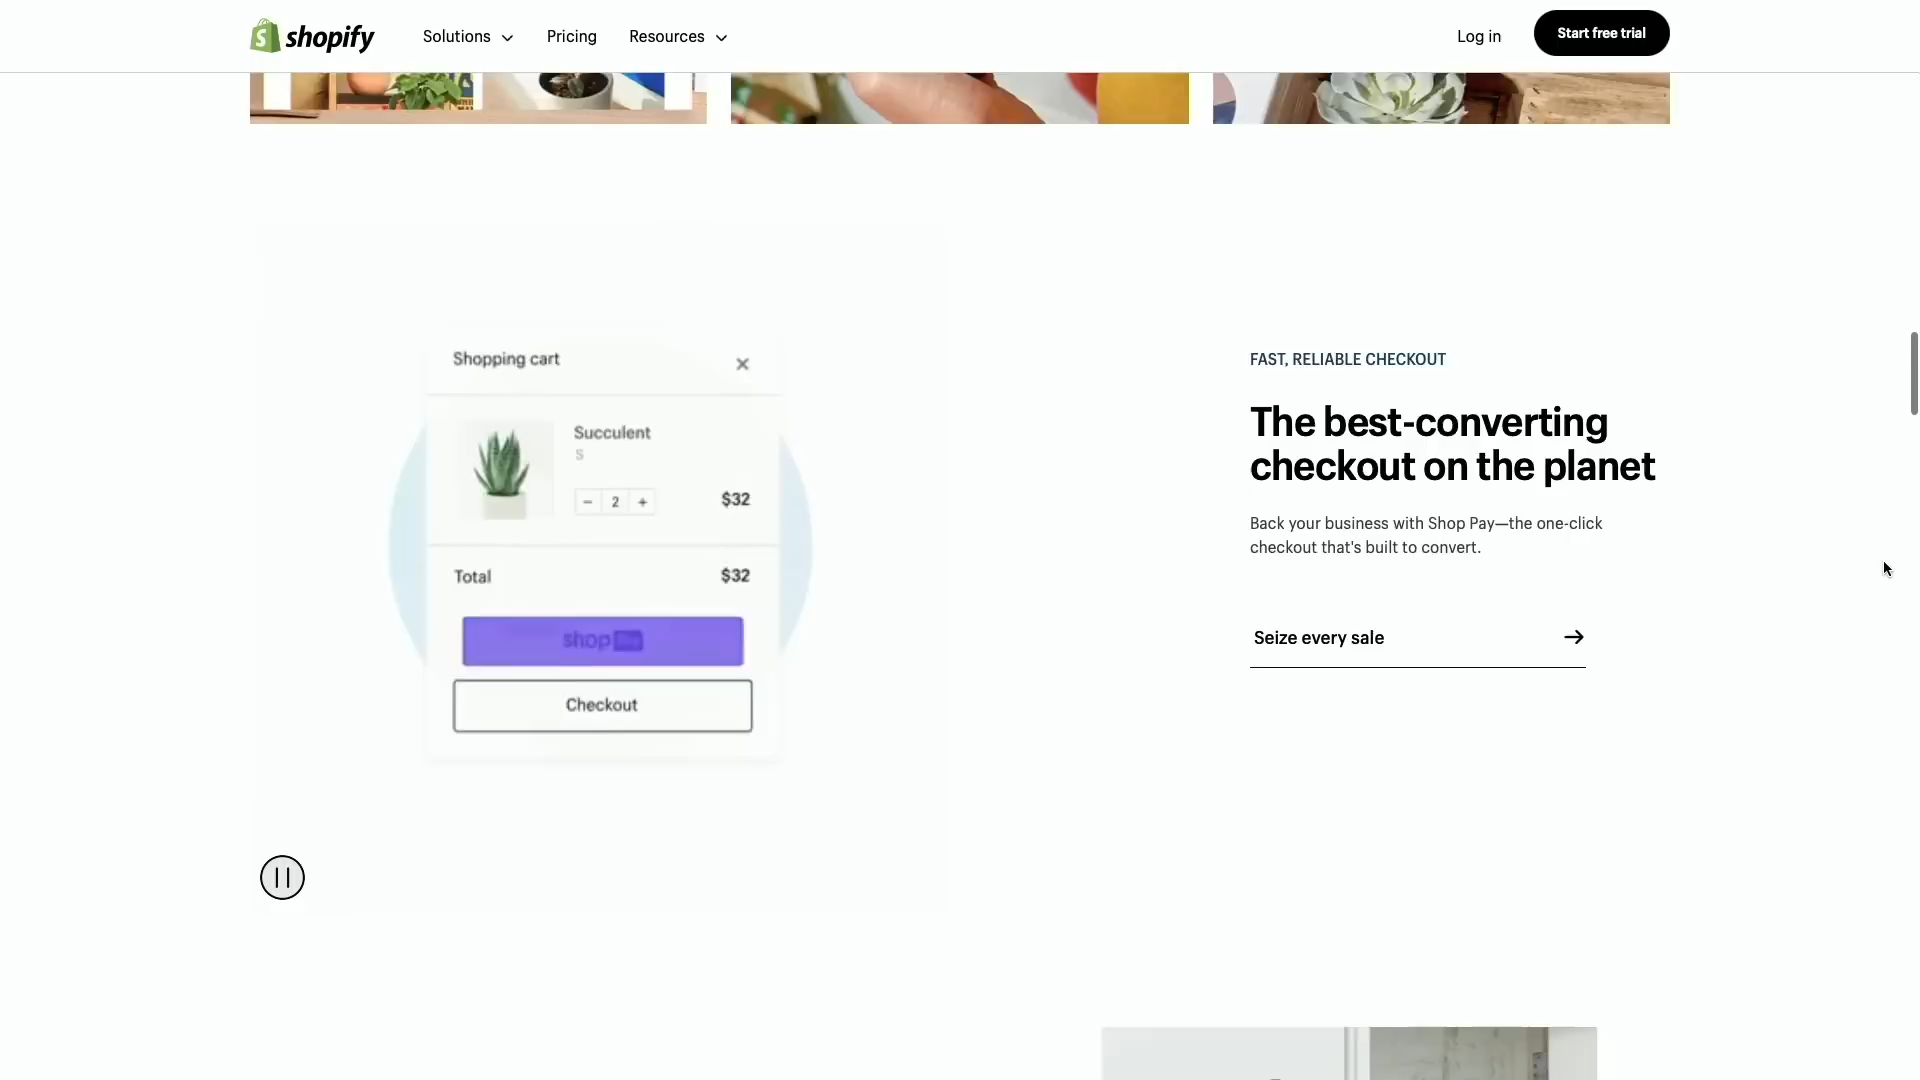 shopify
Solutions
Pricing
Resources
Log in
Start free trial
Shopping cart
Succulent
S
− 2 +
$32
Total
$32
shop Pay
Checkout
FAST, RELIABLE CHECKOUT
The best-converting
checkout on the planet
Back your business with Shop Pay—the one-click
checkout that's built to convert.
Seize every sale